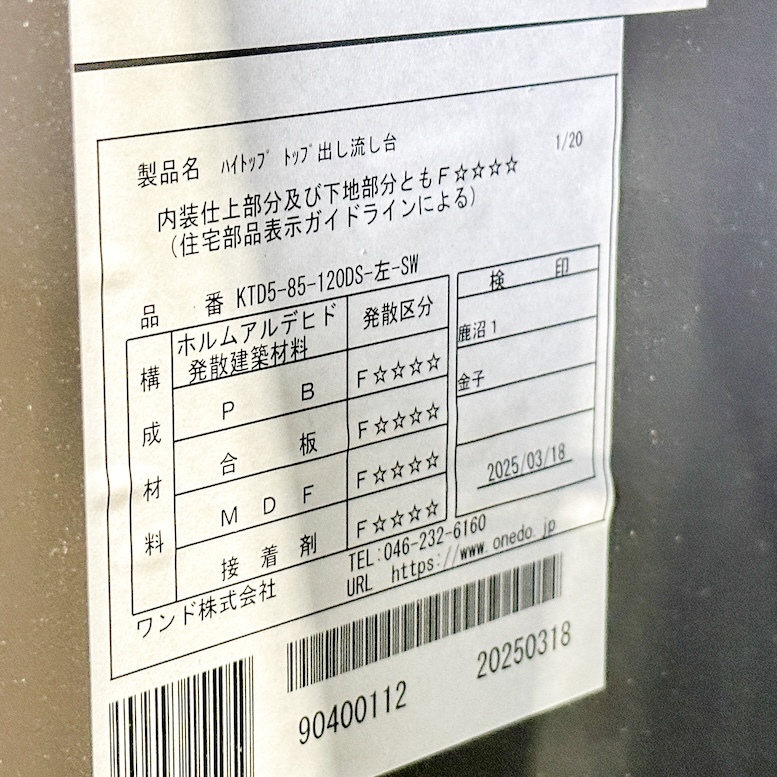 製品名 ﾊｲﾄｯﾌﾟ ﾄｯﾌﾟ出し流し台 1/20
内装仕上部分及び下地部分ともF☆☆☆☆
(住宅部品表示ガイドラインによる)
品 番 KTD5-85-120DS-左-SW
構成材料
ホルムアルデヒド
発散建築材料
発散区分
P B F☆☆☆☆
合 板 F☆☆☆☆
M D F F☆☆☆☆
接 着 剤 F☆☆☆☆
検 印
鹿沼1
金子
2025/03/18
ワンド株式会社
TEL:046-232-6160
URL https://www.onedo.jp
90400112
20250318